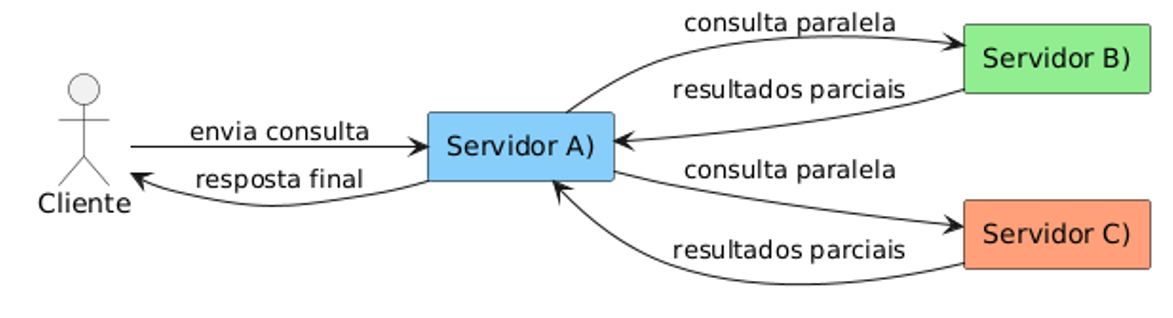 consulta paralela
Servidor B)
resultados parciais
envia consulta
Servidor A)
consulta paralela
resposta final
Cliente
Servidor C)
resultados parciais